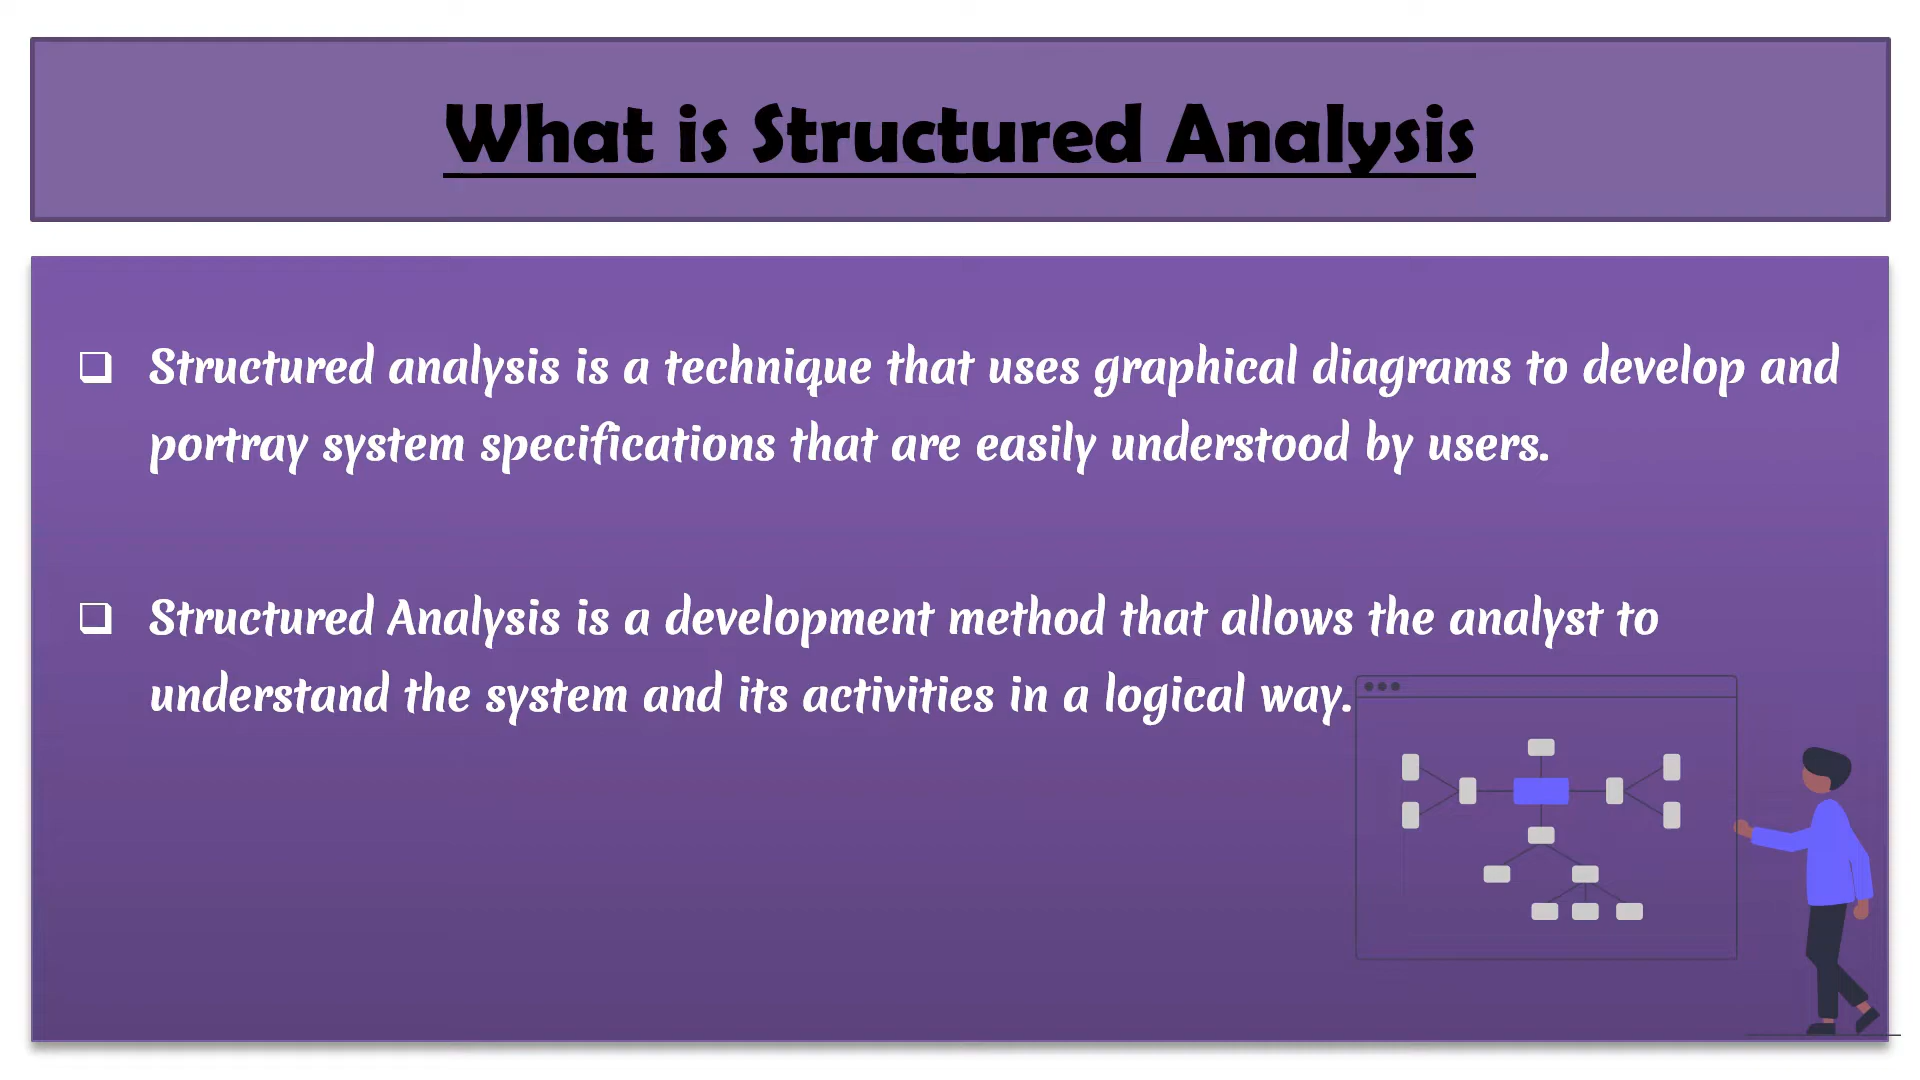 What is Structured Analysis
Structured analysis is a technique that uses graphical diagrams to develop and
portray system specifications that are easily understood by users.
Structured Analysis is a development method that allows the analyst to
understand the system and its activities in a logical way.